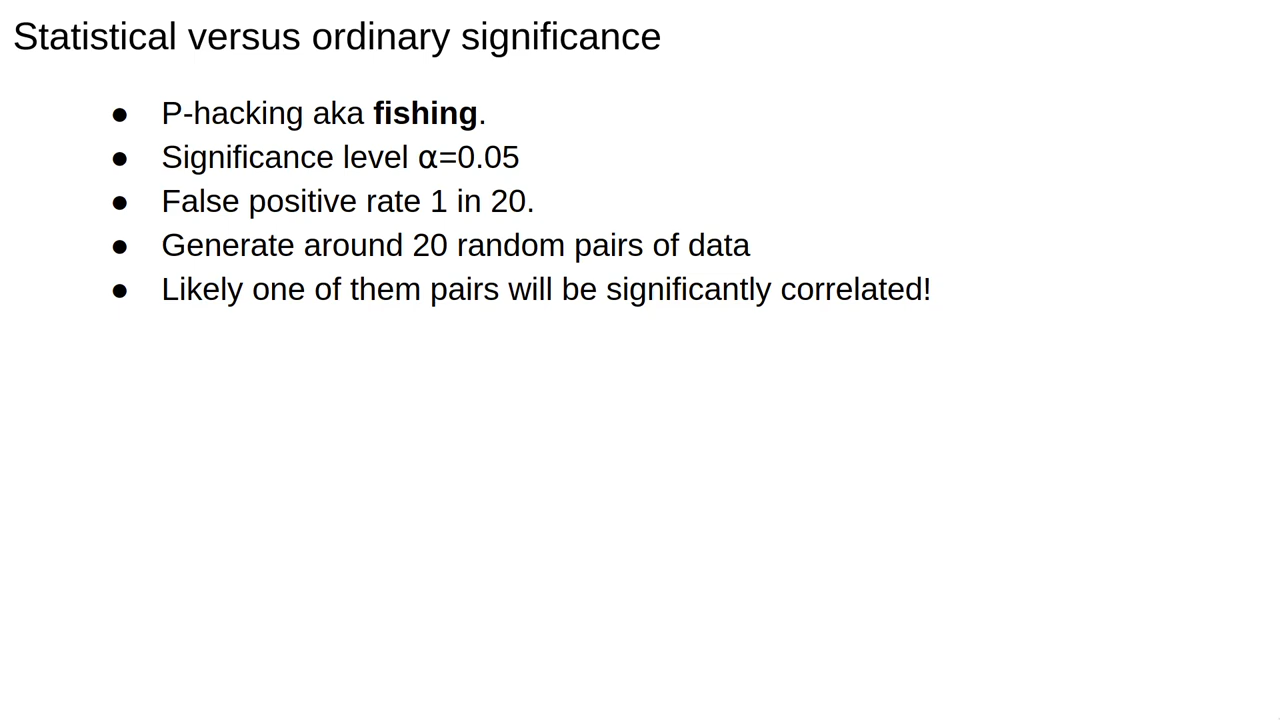 Statistical versus ordinary significance
● P-hacking aka fishing.
● Significance level α=0.05
● False positive rate 1 in 20.
● Generate around 20 random pairs of data
● Likely one of them pairs will be significantly correlated!